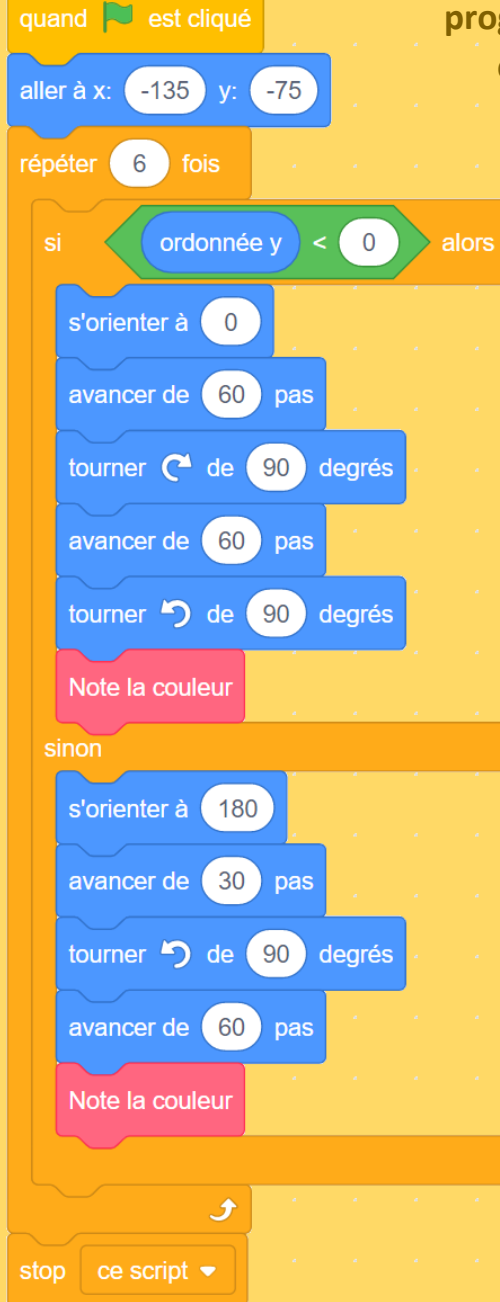 quand est cliqué
aller à x: -135 y: -75
répéter 6 fois
si ordonnée y < 0 alors
s'orienter à 0
avancer de 60 pas
tourner de 90 degrés
avancer de 60 pas
tourner de 90 degrés
Note la couleur
sinon
s'orienter à 180
avancer de 30 pas
tourner de 90 degrés
avancer de 60 pas
Note la couleur
stop ce script